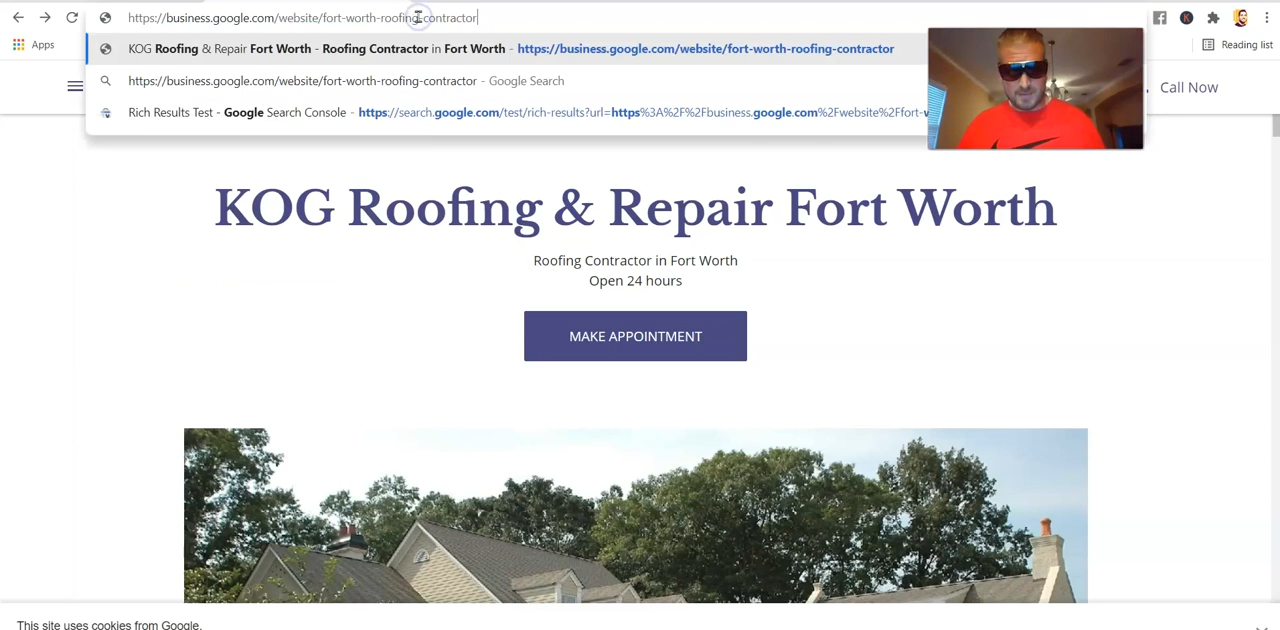 https://business.google.com/website/fort-worth-roofing-contractor
Apps
Reading list
KOG Roofing & Repair Fort Worth - Roofing Contractor in Fort Worth - https://business.google.com/website/fort-worth-roofing-contractor
https://business.google.com/website/fort-worth-roofing-contractor - Google Search
Rich Results Test - Google Search Console - https://search.google.com/test/rich-results?url=https%3A%2F%2Fbusiness.google.com%2Fwebsite%2Ffort-w
Call Now
KOG Roofing & Repair Fort Worth
Roofing Contractor in Fort Worth
Open 24 hours
MAKE APPOINTMENT
This site uses cookies from Google.